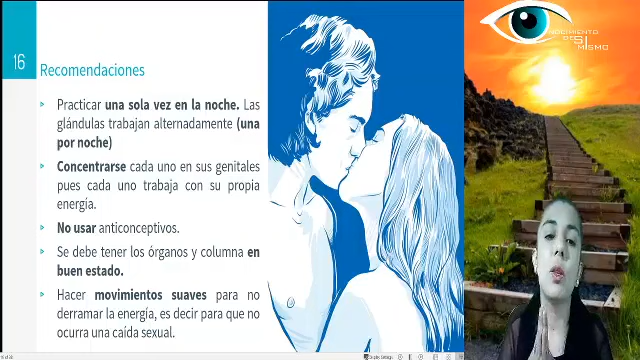 16
Recomendaciones
Practicar una sola vez en la noche. Las
glándulas trabajan alternadamente (una
por noche)
Concentrarse cada uno en sus genitales
pues cada uno trabaja con su propia
energía.
No usar anticonceptivos.
Se debe tener los órganos y columna en
buen estado.
Hacer movimientos suaves para no
derramar la energía, es decir para que no
ocurra una caída sexual.
DE SI
MISMO
Display Settings